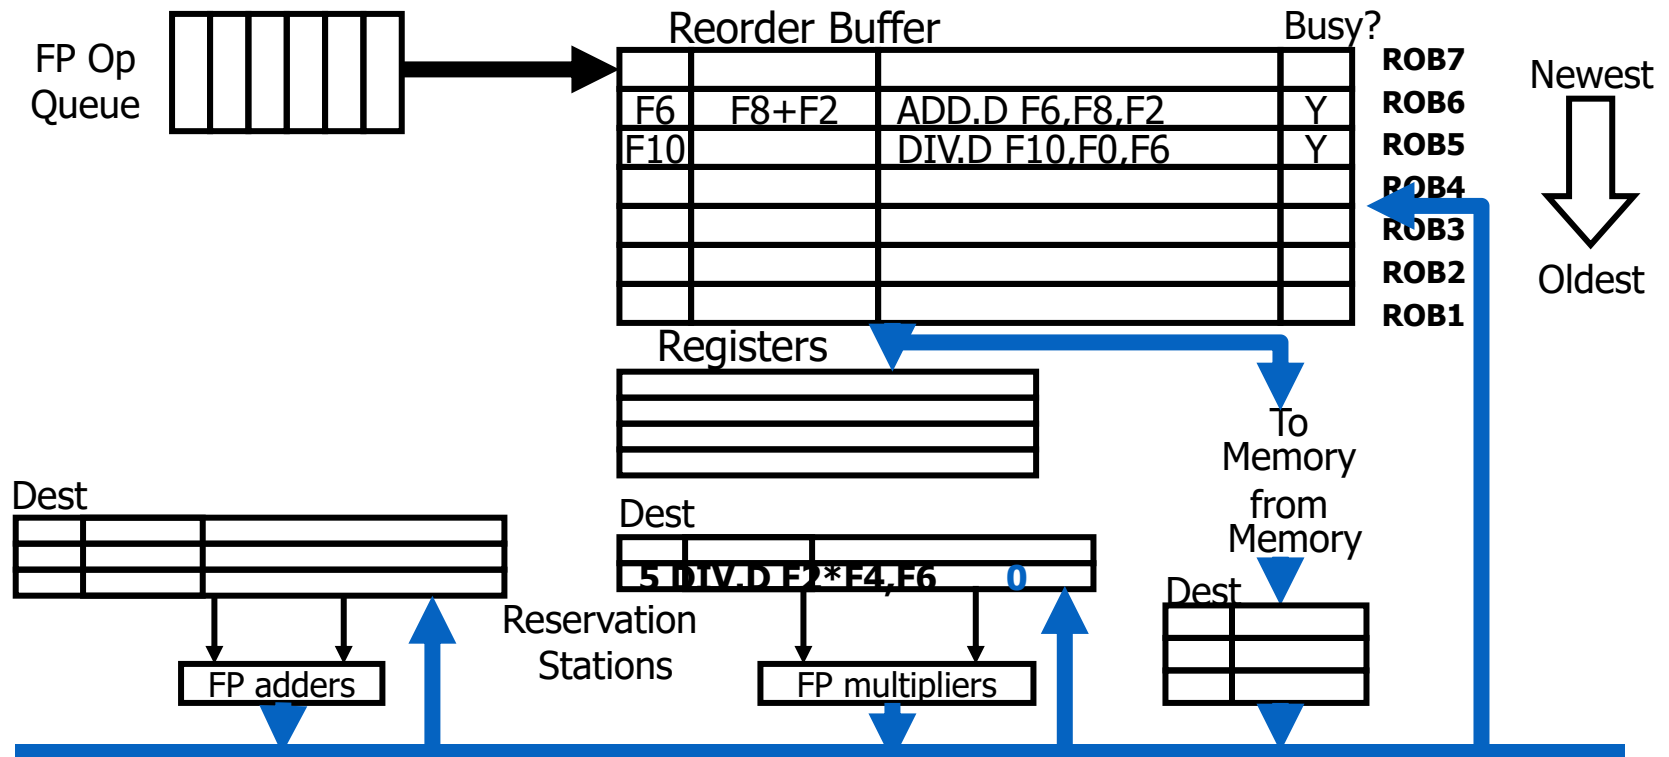 FP Op
Queue
Reorder Buffer
Busy?
F6 F8+F2 ADD.D F6,F8,F2 Y
F10 DIV.D F10,F0,F6 Y
ROB7
ROB6
ROB5
ROB4
ROB3
ROB2
ROB1
Newest
Oldest
Registers
To
Memory
from
Memory
Dest
Dest
5 DIV.D F2*F4,F6 0
Dest
Reservation
Stations
FP adders
FP multipliers